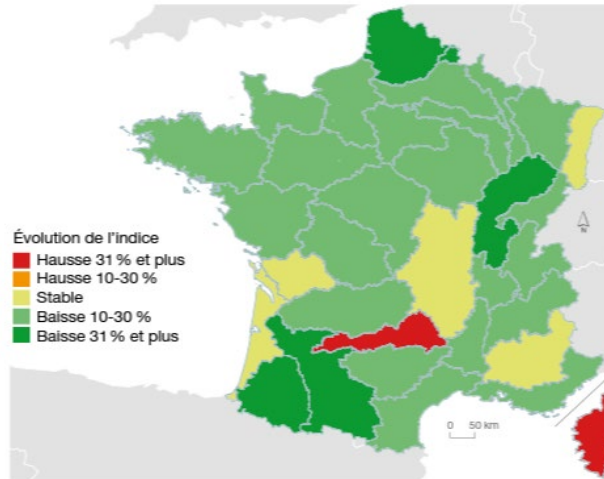 Évolution de l'indice
Hausse 31 % et plus
Hausse 10-30 %
Stable
Baisse 10-30 %
Baisse 31 % et plus
N
0 50 km